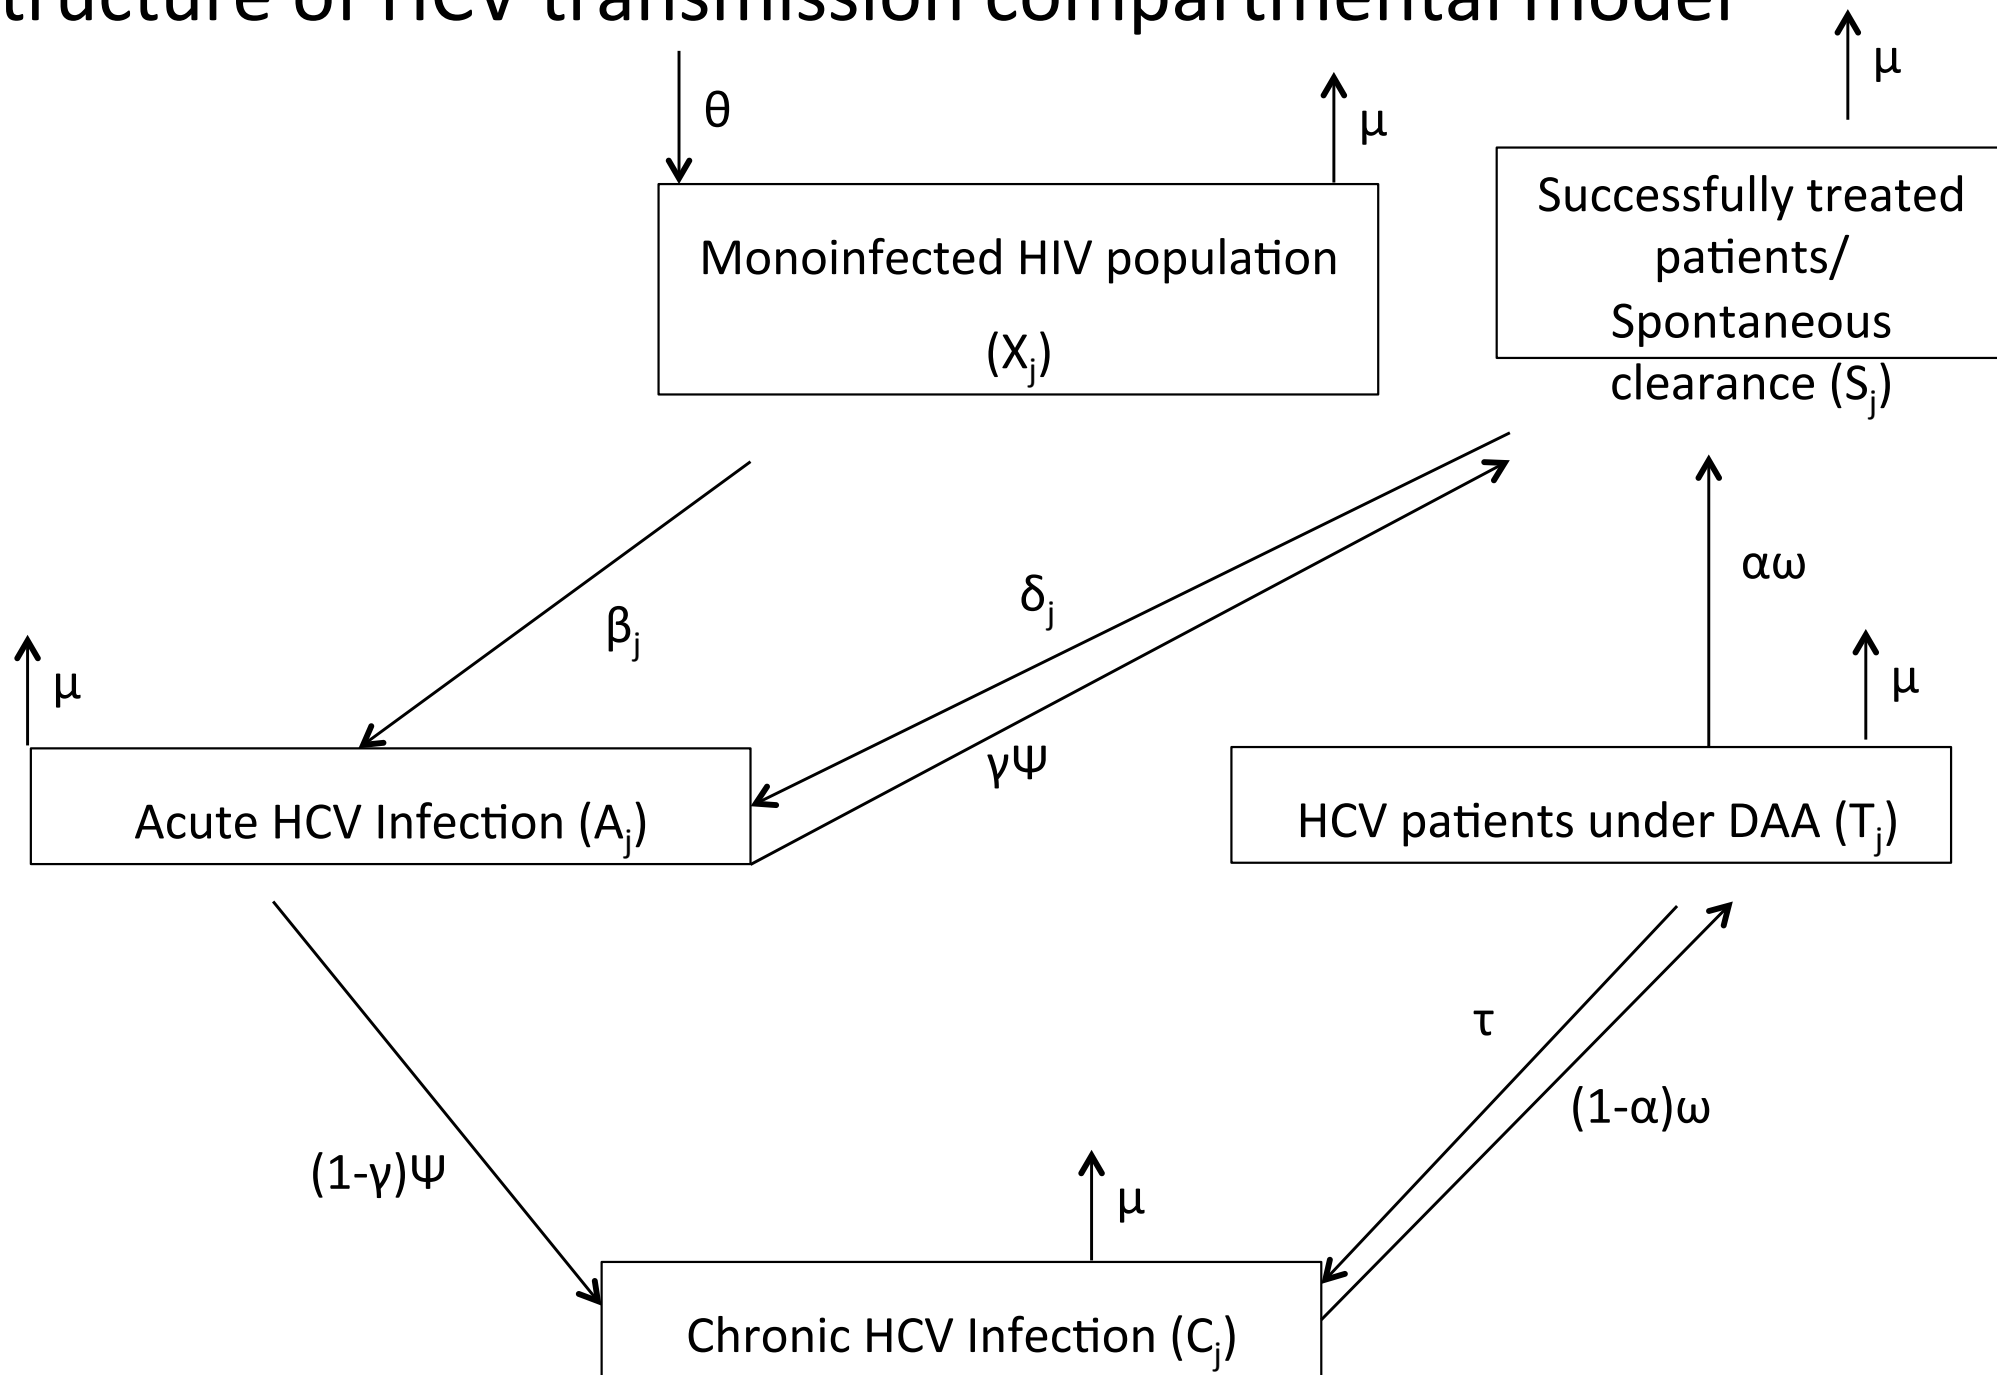 tructure of HCV transmission compartmental model
μ
θ
μ
Monoinfected HIV population
(Xj)
Successfully treated
patients/
Spontaneous
clearance (Sj)
βj
δj
γΨ
αω
μ
μ
Acute HCV Infection (Aj)
HCV patients under DAA (Tj)
τ
(1-α)ω
(1-γ)Ψ
μ
Chronic HCV Infection (Cj)